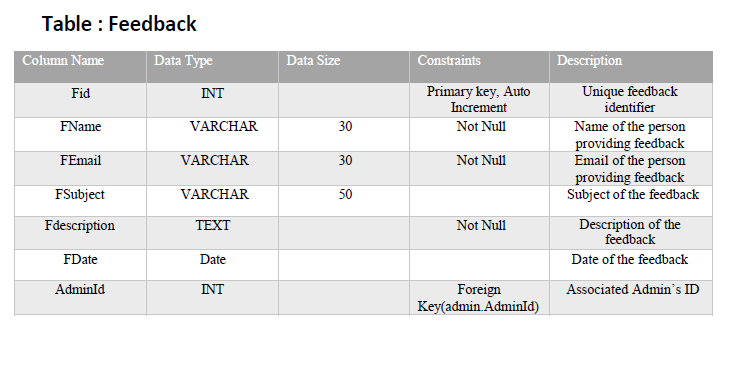 Table : Feedback
Column Name Data Type Data Size Constraints Description
Fid INT Primary key, Auto Increment Unique feedback identifier
FName VARCHAR 30 Not Null Name of the person providing feedback
FEmail VARCHAR 30 Not Null Email of the person providing feedback
FSubject VARCHAR 50 Subject of the feedback
Fdescription TEXT Not Null Description of the feedback
FDate Date Date of the feedback
AdminId INT Foreign Key(admin.AdminId) Associated Admin’s ID